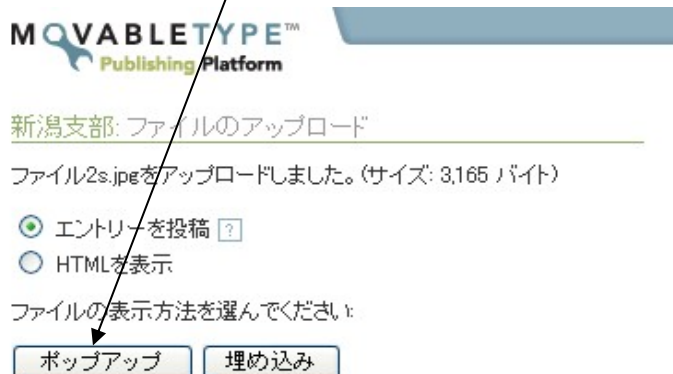 MOVABLETYPE™
Publishing Platform
新潟支部: ファイルのアップロード
ファイル2s.jpgをアップロードしました。(サイズ: 3,165 バイト)
エントリーを投稿 ?
HTMLを表示
ファイルの表示方法を選んでください:
ポップアップ 埋め込み